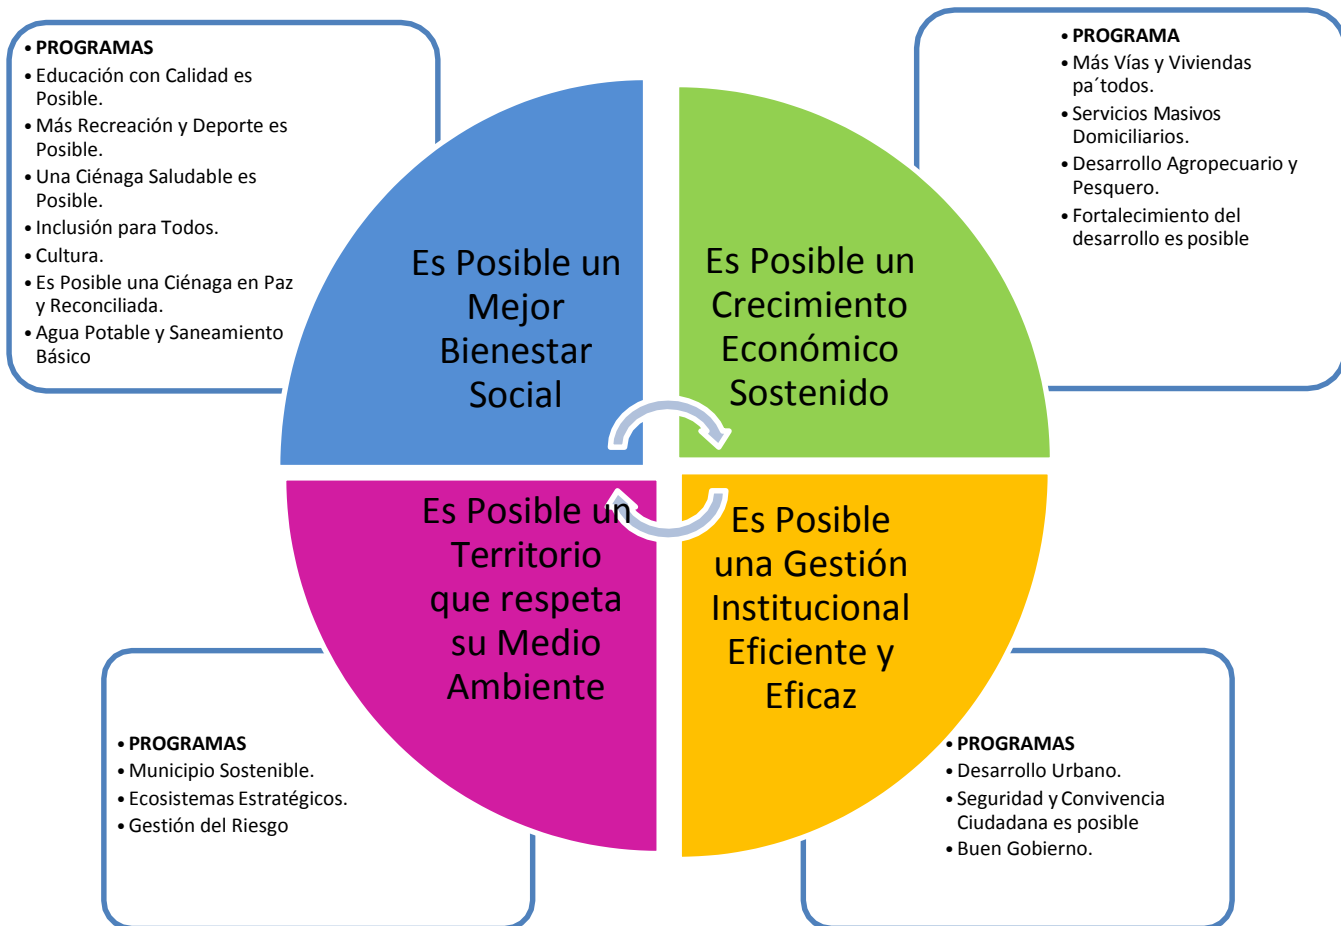 • PROGRAMAS
• Educación con Calidad es
Posible.
• Más Recreación y Deporte es
Posible.
• Una Ciénaga Saludable es
Posible.
• Inclusión para Todos.
• Cultura.
• Es Posible una Ciénaga en Paz
y Reconciliada.
• Agua Potable y Saneamiento
Básico
• PROGRAMA
• Más Vías y Viviendas
pa´todos.
• Servicios Masivos
Domiciliarios.
• Desarrollo Agropecuario y
Pesquero.
• Fortalecimiento del
desarrollo es posible
Es Posible un
Mejor
Bienestar
Social
Es Posible un
Crecimiento
Económico
Sostenido
Es Posible un
Territorio
que respeta
su Medio
Ambiente
Es Posible
una Gestión
Institucional
Eficiente y
Eficaz
• PROGRAMAS
• Municipio Sostenible.
• Ecosistemas Estratégicos.
• Gestión del Riesgo
• PROGRAMAS
• Desarrollo Urbano.
• Seguridad y Convivencia
Ciudadana es posible
• Buen Gobierno.